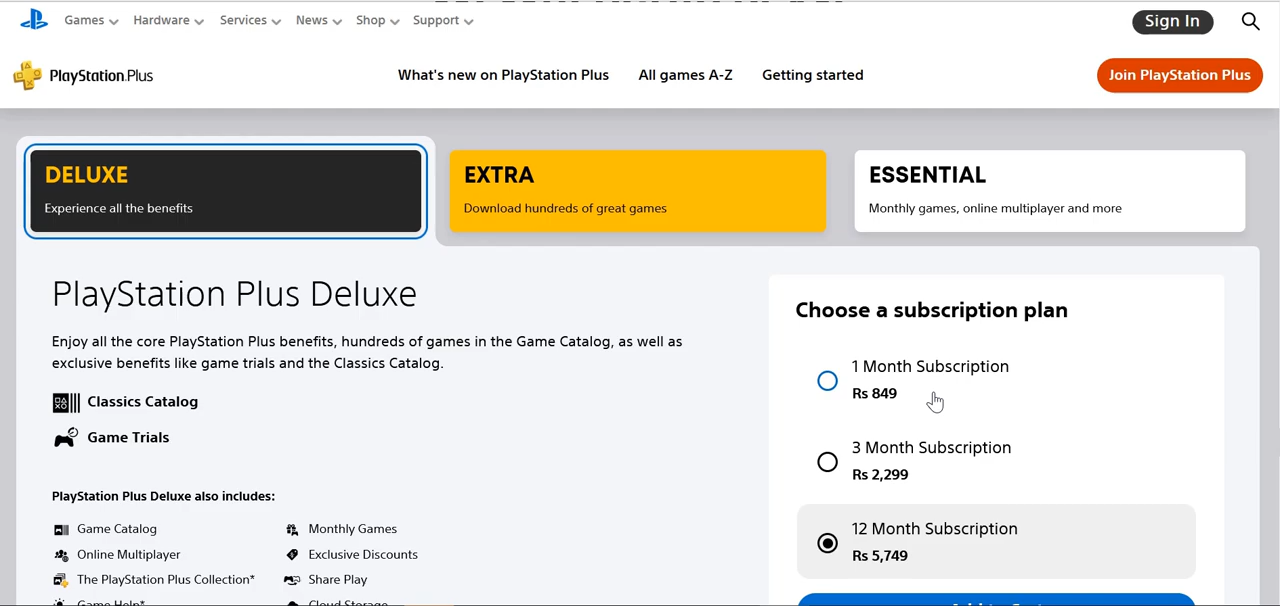 Games Hardware Services News Shop Support
Sign In
PlayStation.Plus
What's new on PlayStation Plus All games A-Z Getting started
Join PlayStation Plus
DELUXE
Experience all the benefits
EXTRA
Download hundreds of great games
ESSENTIAL
Monthly games, online multiplayer and more
PlayStation Plus Deluxe
Enjoy all the core PlayStation Plus benefits, hundreds of games in the Game Catalog, as well as
exclusive benefits like game trials and the Classics Catalog.
Classics Catalog
Game Trials
PlayStation Plus Deluxe also includes:
Game Catalog
Monthly Games
Online Multiplayer
Exclusive Discounts
The PlayStation Plus Collection*
Share Play
Game Help*
Cloud Storage
Choose a subscription plan
1 Month Subscription
Rs 849
3 Month Subscription
Rs 2,299
12 Month Subscription
Rs 5,749